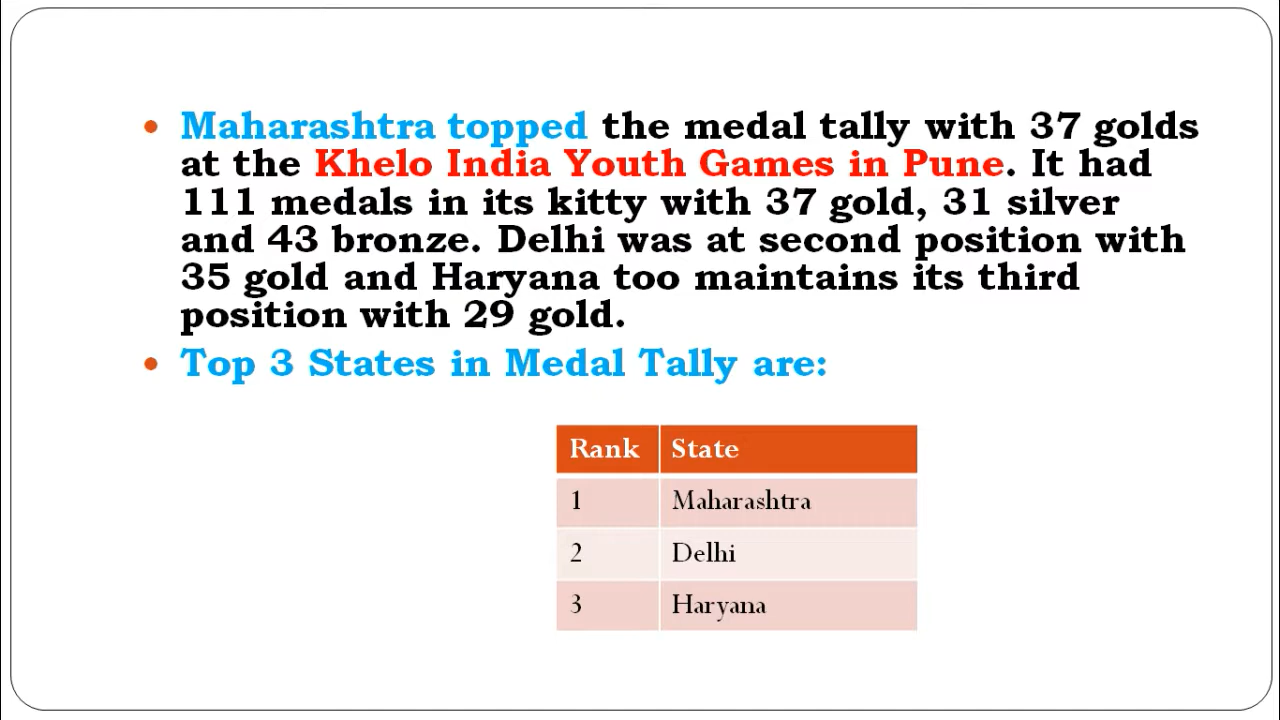 Maharashtra topped the medal tally with 37 golds
at the Khelo India Youth Games in Pune. It had
111 medals in its kitty with 37 gold, 31 silver
and 43 bronze. Delhi was at second position with
35 gold and Haryana too maintains its third
position with 29 gold.
Top 3 States in Medal Tally are:
Rank State
1 Maharashtra
2 Delhi
3 Haryana